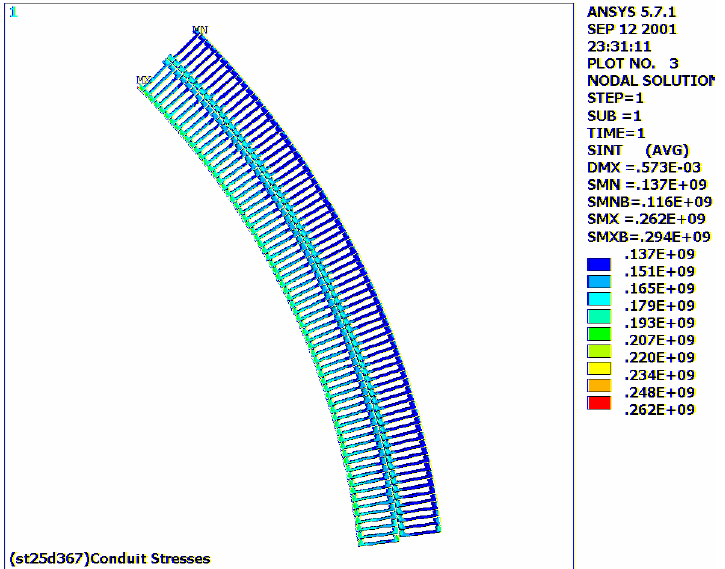 1
MN
MX
ANSYS 5.7.1
SEP 12 2001
23:31:11
PLOT NO. 3
NODAL SOLUTION
STEP=1
SUB =1
TIME=1
SINT (AVG)
DMX =.573E-03
SMN =.137E+09
SMNB=.116E+09
SMX =.262E+09
SMXB=.294E+09
.137E+09
.151E+09
.165E+09
.179E+09
.193E+09
.207E+09
.220E+09
.234E+09
.248E+09
.262E+09
(st25d367)Conduit Stresses